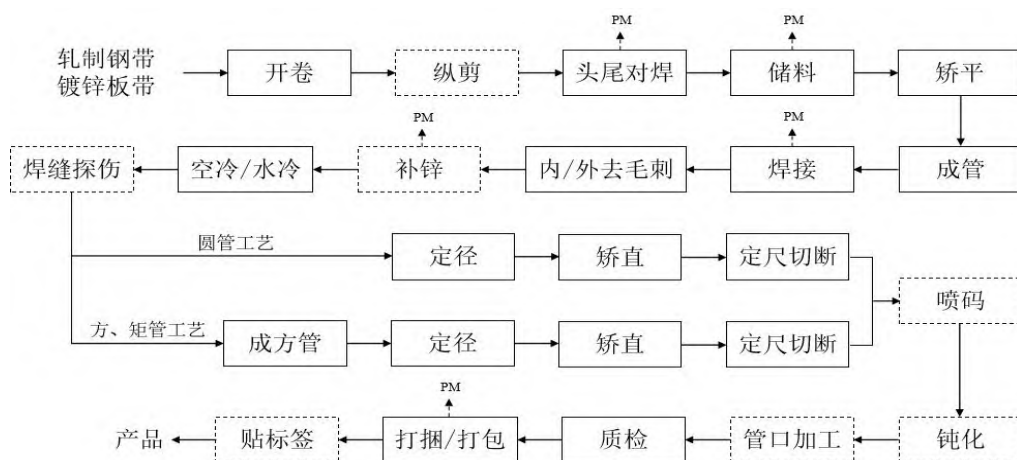 PM
PM
轧制钢带
镀锌板带
开卷
纵剪
头尾对焊
储料
矫平
PM
PM
焊缝探伤
空冷/水冷
补锌
内/外去毛刺
焊接
成管
圆管工艺
定径
矫直
定尺切断
喷码
方、矩管工艺
成方管
定径
矫直
定尺切断
PM
产品
贴标签
打捆/打包
质检
管口加工
钝化